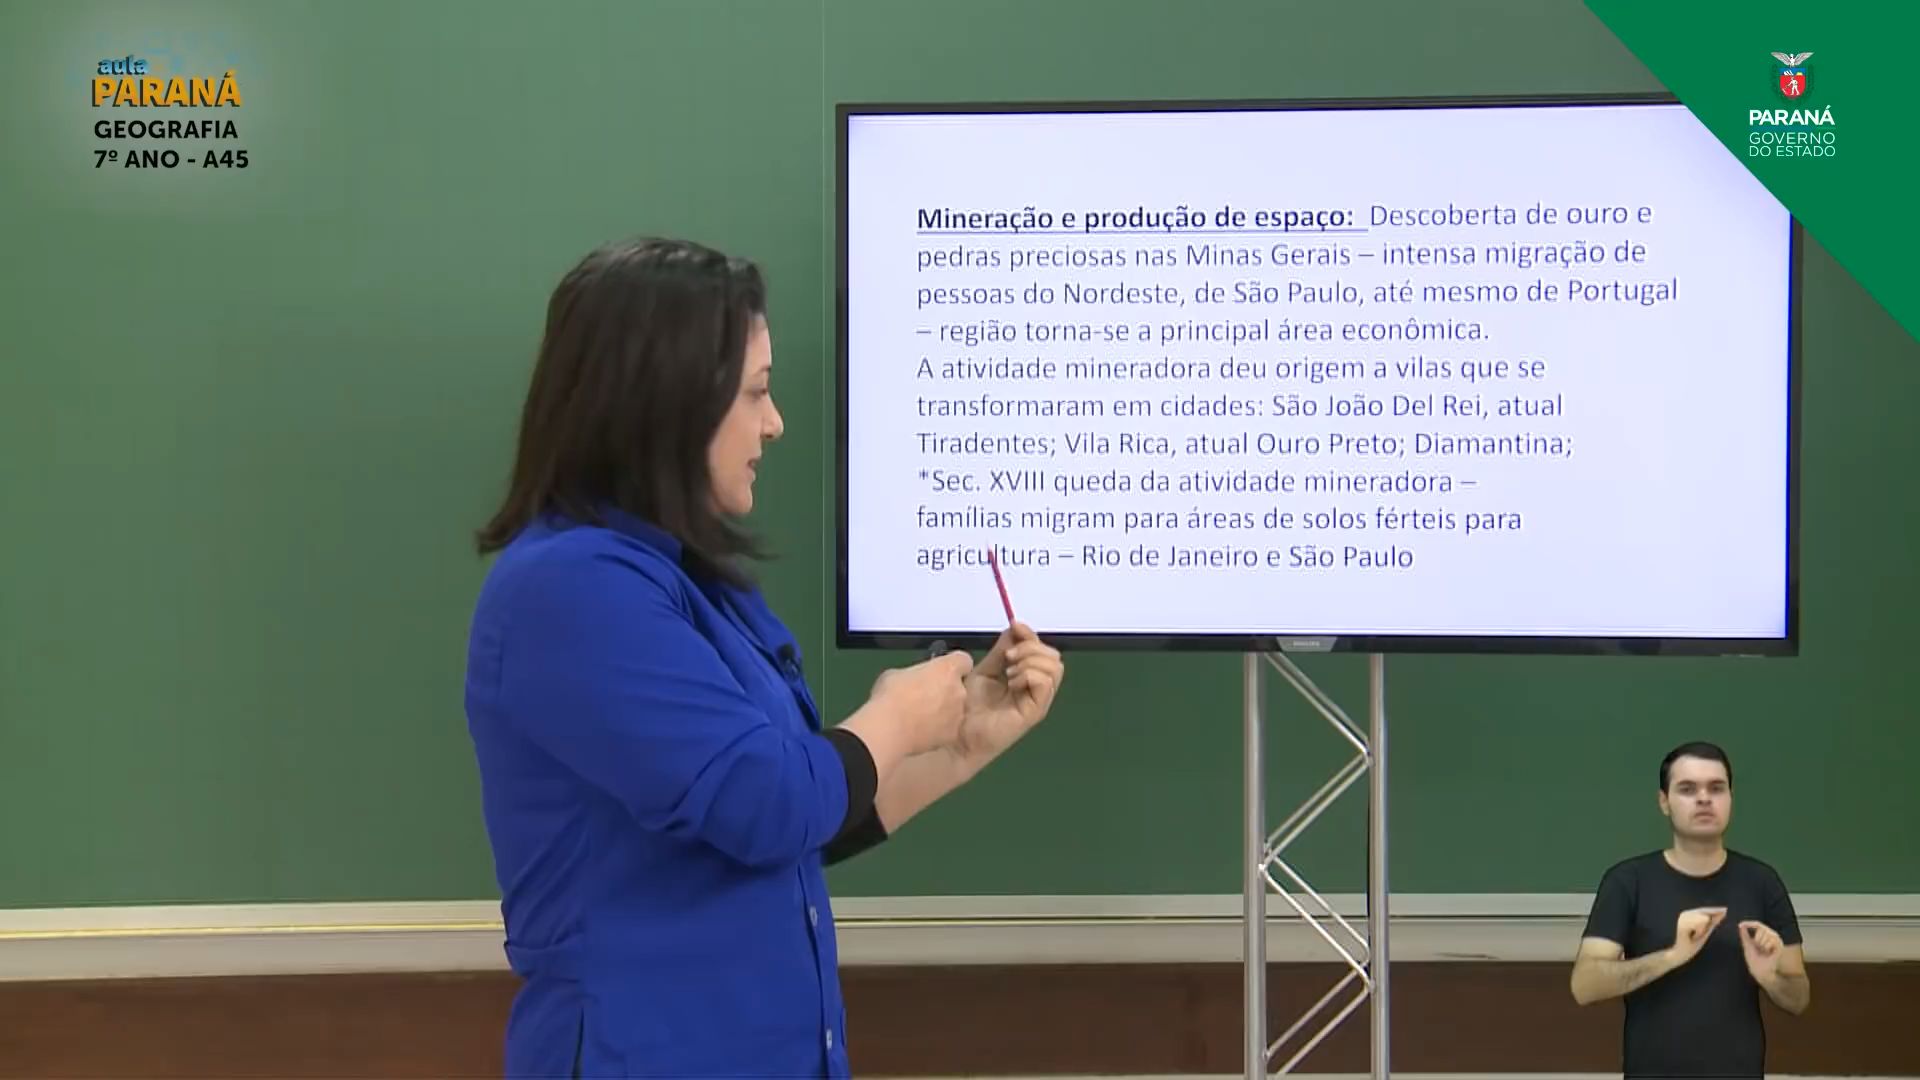 aula
PARANÁ
GEOGRAFIA
7º ANO - A45
PARANÁ
GOVERNO
DO ESTADO
Mineração e produção de espaço: Descoberta de ouro e
pedras preciosas nas Minas Gerais – intensa migração de
pessoas do Nordeste, de São Paulo, até mesmo de Portugal
– região torna-se a principal área econômica.
A atividade mineradora deu origem a vilas que se
transformaram em cidades: São João Del Rei, atual
Tiradentes; Vila Rica, atual Ouro Preto; Diamantina;
*Sec. XVIII queda da atividade mineradora –
famílias migram para áreas de solos férteis para
agricultura – Rio de Janeiro e São Paulo